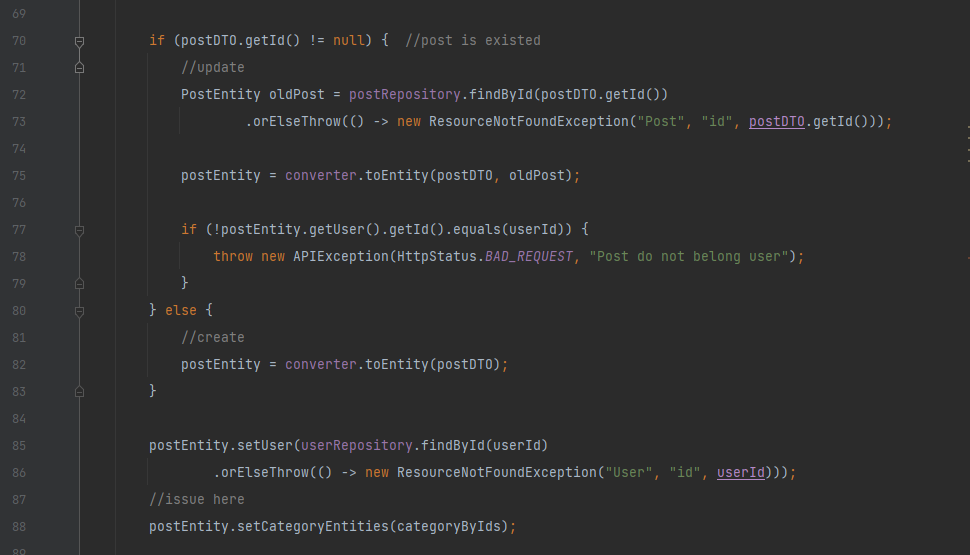 69
70 if (postDTO.getId() != null) { //post is existed
71 //update
72 PostEntity oldPost = postRepository.findById(postDTO.getId())
73 .orElseThrow(() -> new ResourceNotFoundException("Post", "id", postDTO.getId()));
74
75 postEntity = converter.toEntity(postDTO, oldPost);
76
77 if (!postEntity.getUser().getId().equals(userId)) {
78 throw new APIException(HttpStatus.BAD_REQUEST, "Post do not belong user");
79 }
80 } else {
81 //create
82 postEntity = converter.toEntity(postDTO);
83 }
84
85 postEntity.setUser(userRepository.findById(userId)
86 .orElseThrow(() -> new ResourceNotFoundException("User", "id", userId)));
87 //issue here
88 postEntity.setCategoryEntities(categoryByIds);
89